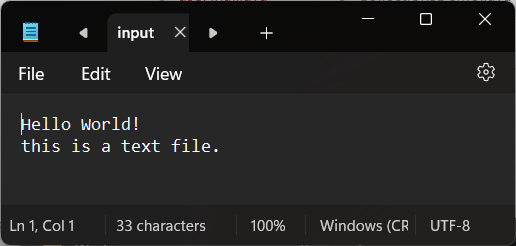 input
File Edit View
Hello World!
this is a text file.
Ln 1, Col 1 33 characters 100% Windows (CR UTF-8